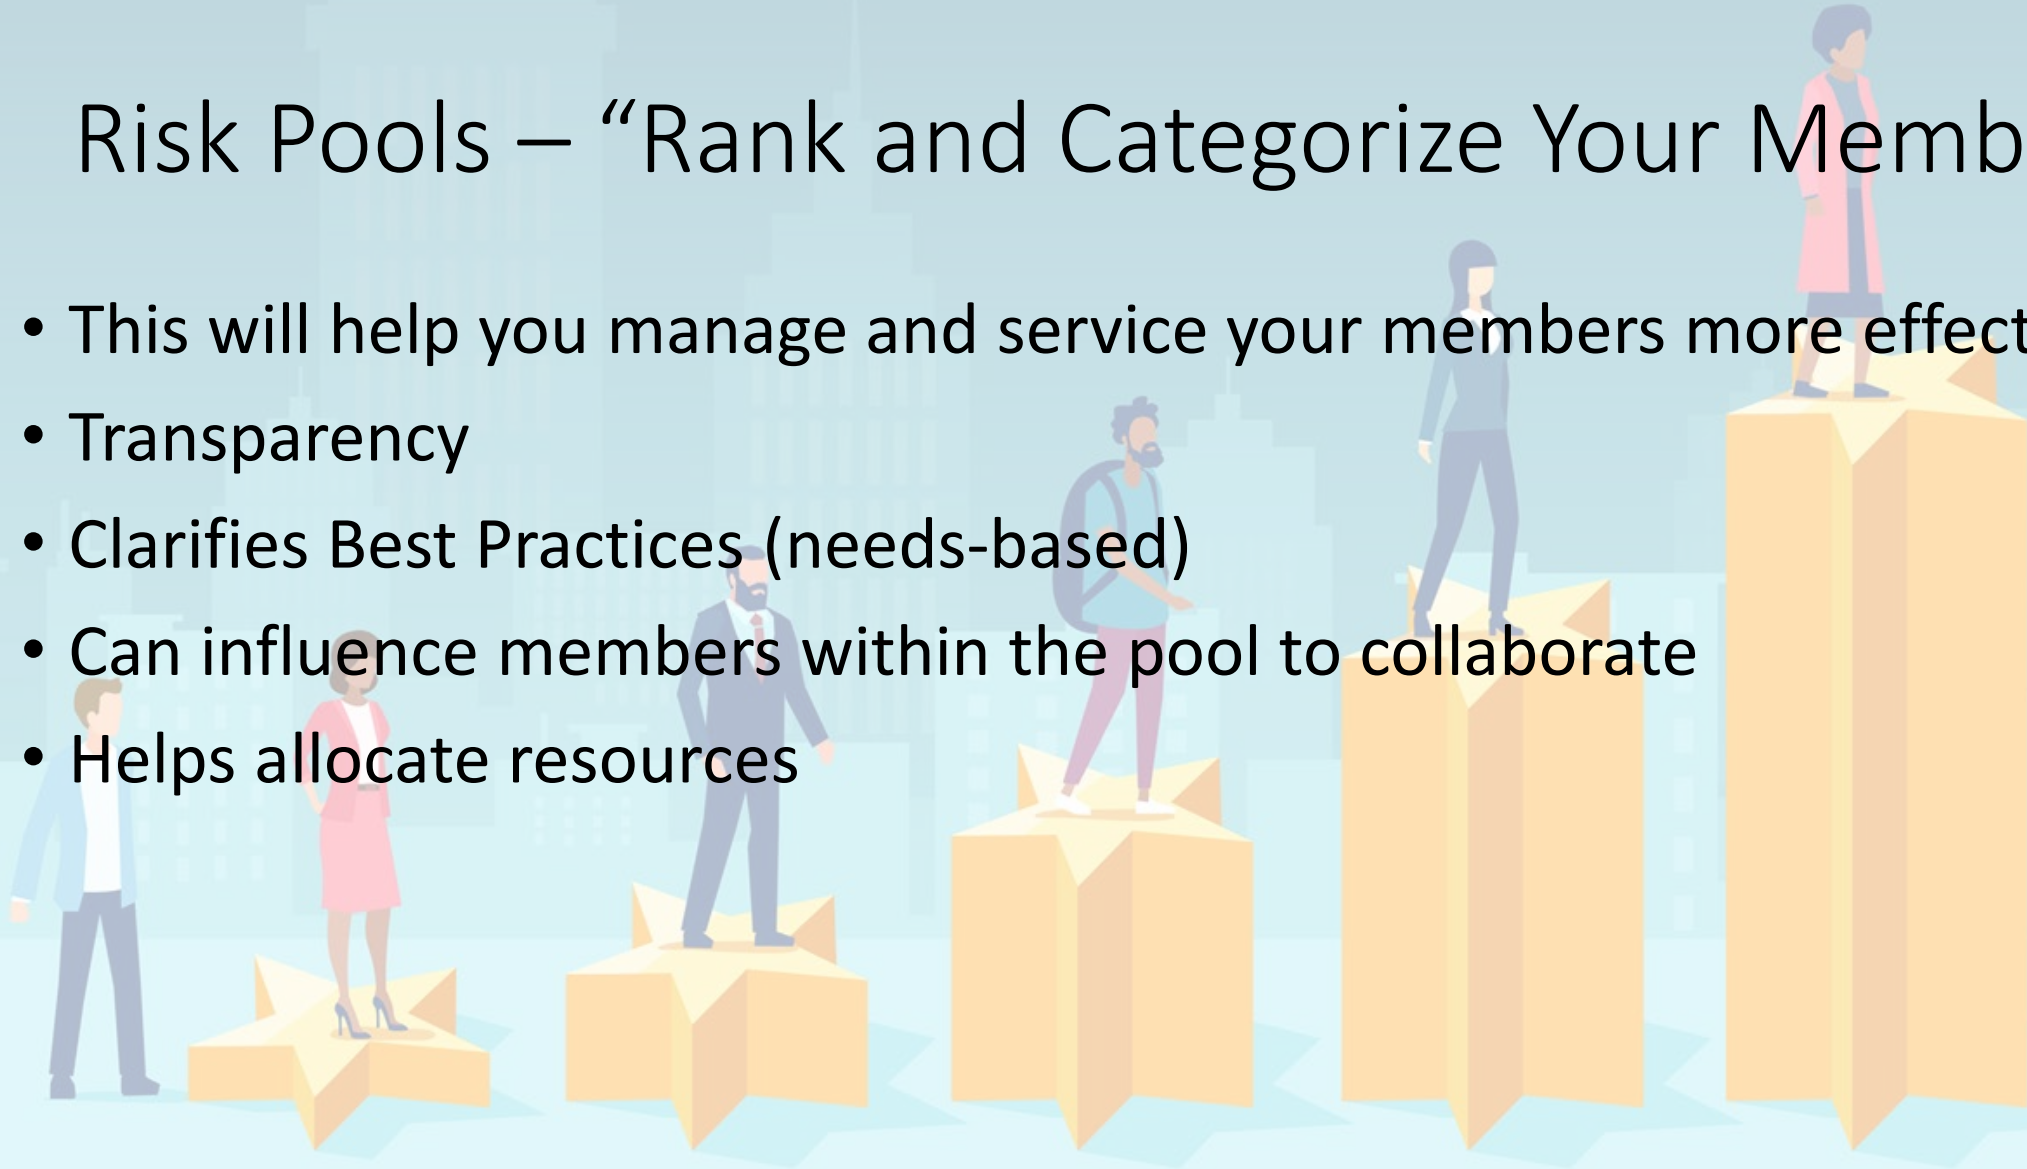 Risk Pools – “Rank and Categorize Your Memb
• This will help you manage and service your members more effect
• Transparency
• Clarifies Best Practices (needs-based)
• Can influence members within the pool to collaborate
• Helps allocate resources